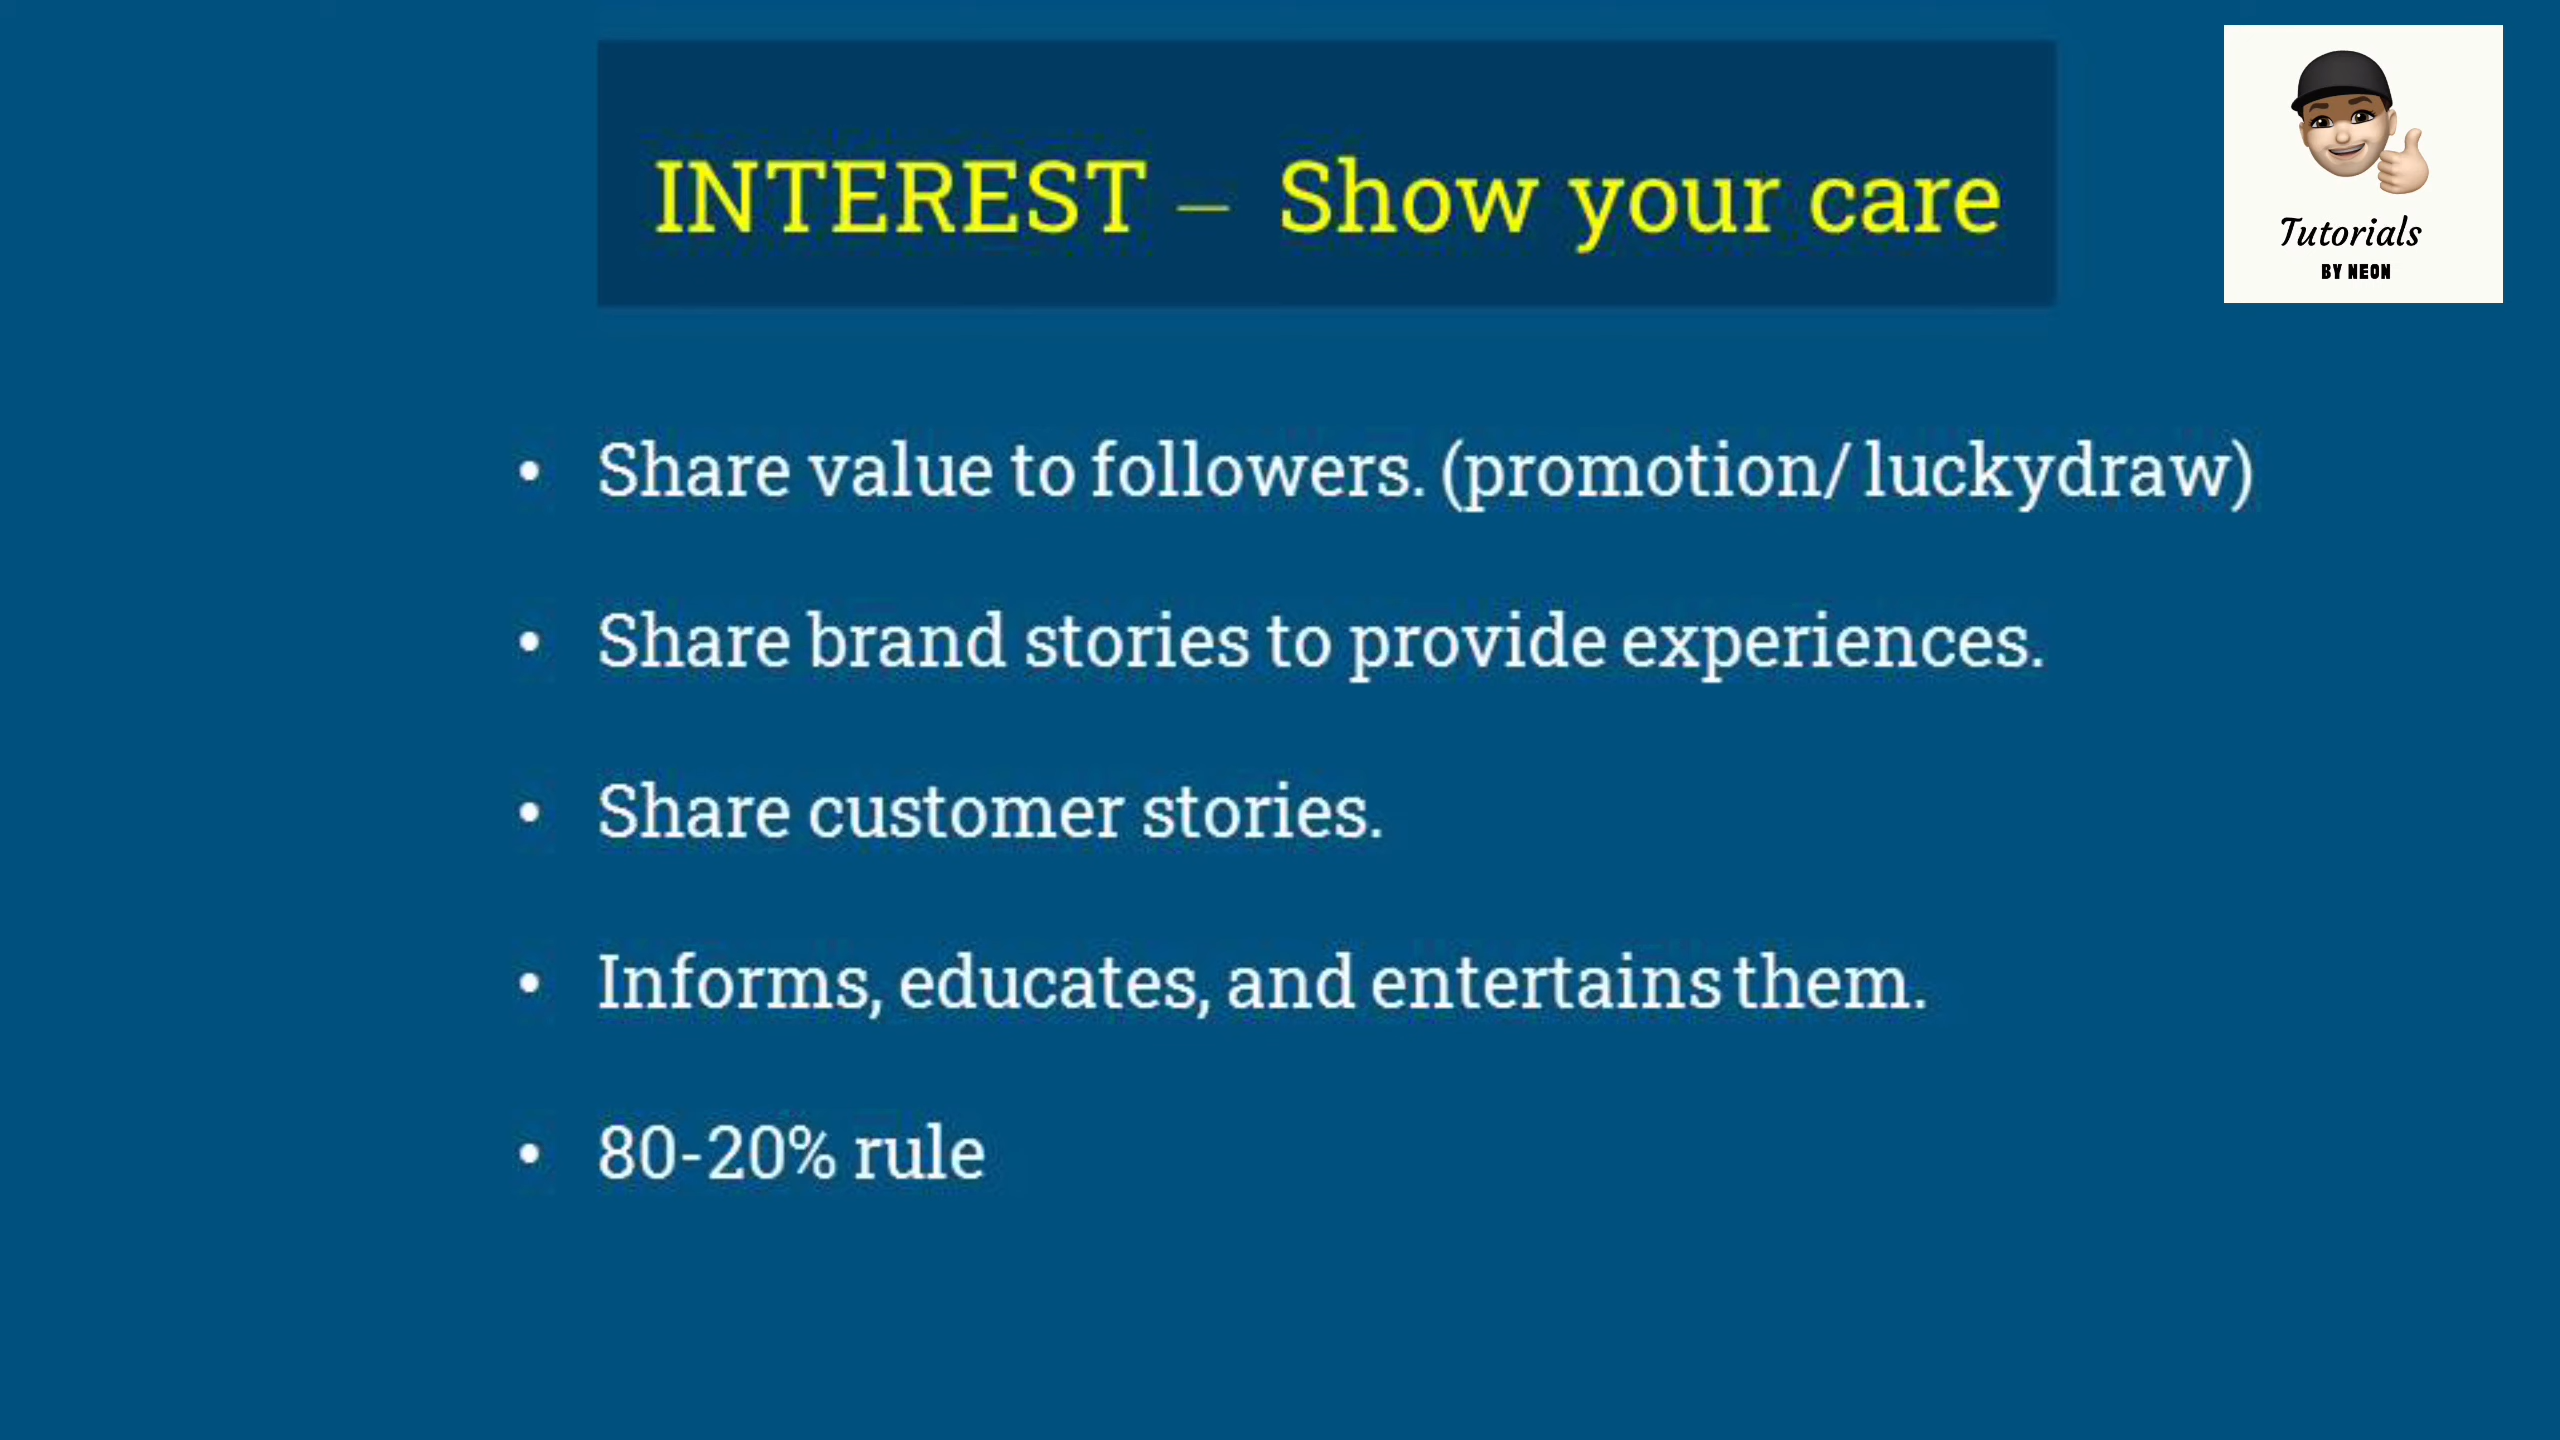 INTEREST – Show your care
Tutorials
BY NEON
• Share value to followers. (promotion/ luckydraw)
• Share brand stories to provide experiences.
• Share customer stories.
• Informs, educates, and entertains them.
• 80-20% rule